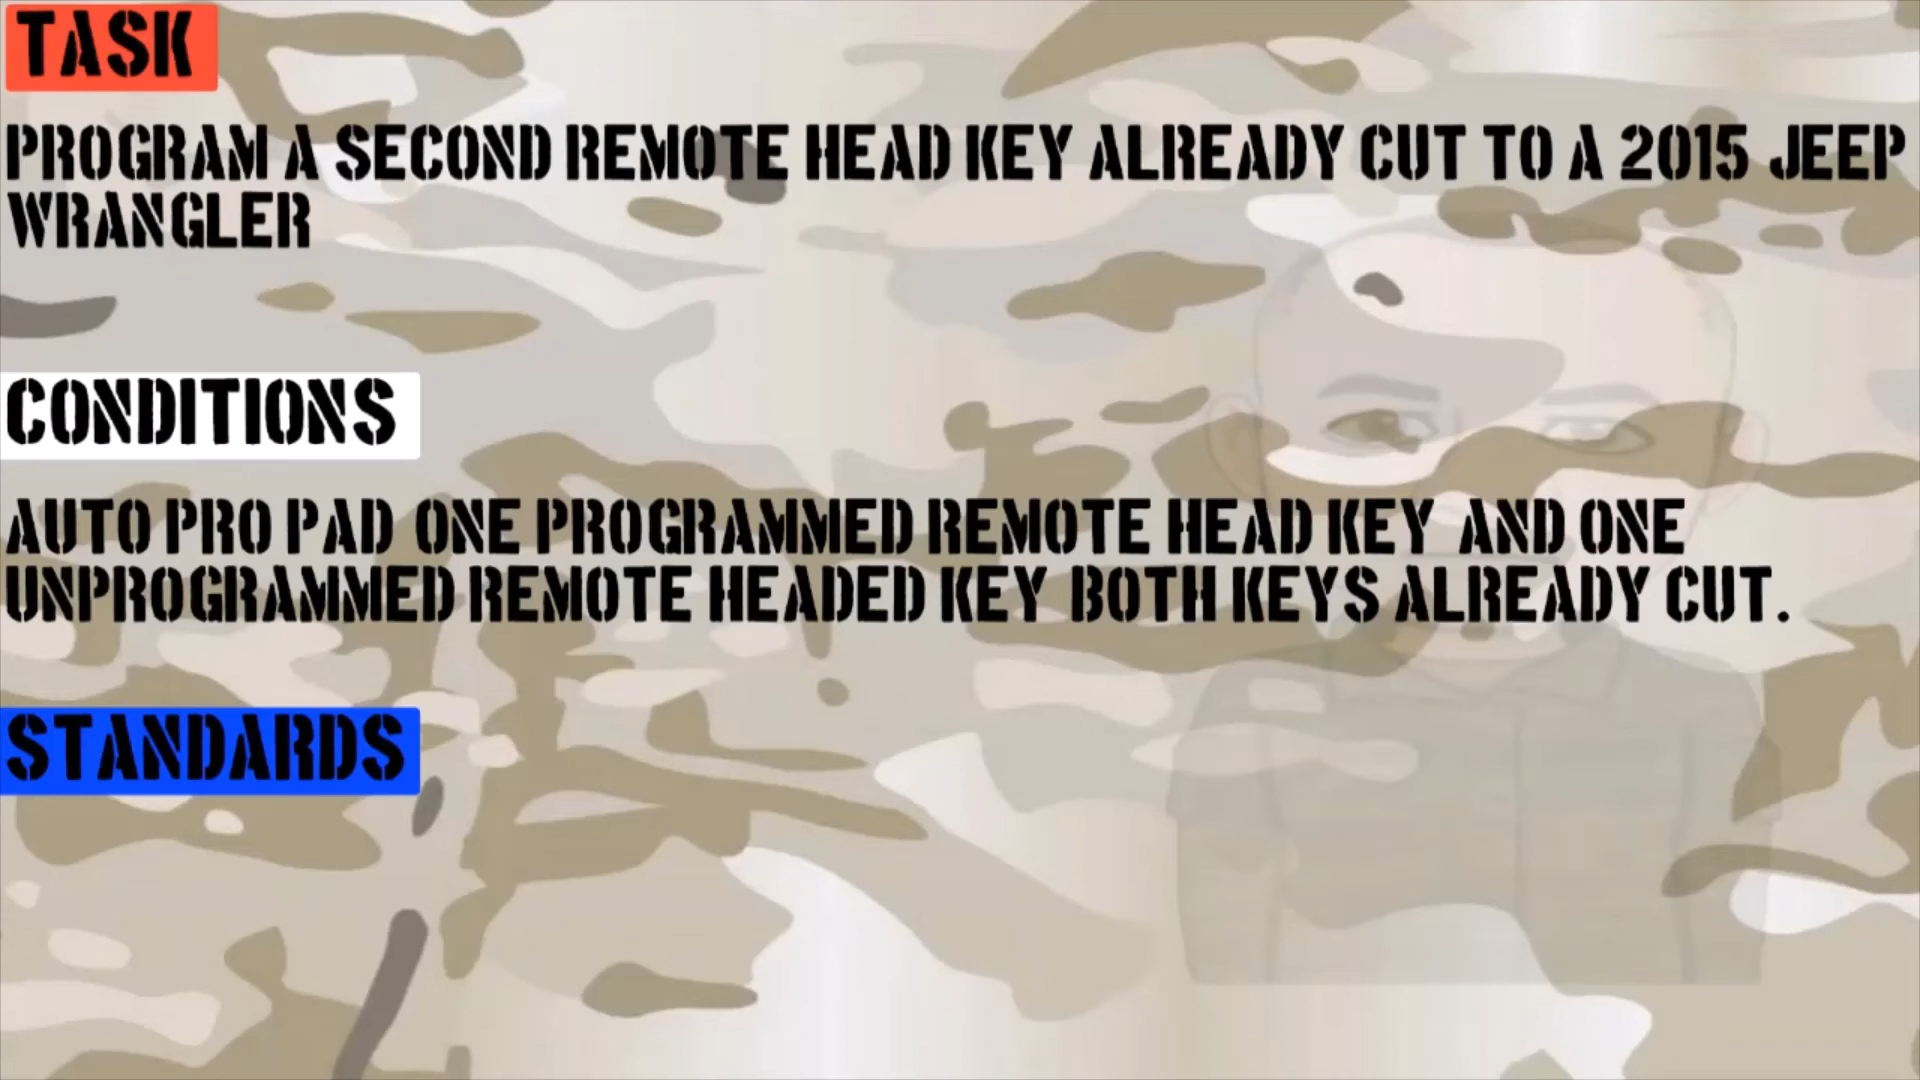 TASK
PROGRAM A SECOND REMOTE HEAD KEY ALREADY CUT TO A 2015 JEEP
WRANGLER
CONDITIONS
AUTO PRO PAD ONE PROGRAMMED REMOTE HEAD KEY AND ONE
UNPROGRAMMED REMOTE HEADED KEY BOTH KEYS ALREADY CUT.
STANDARDS